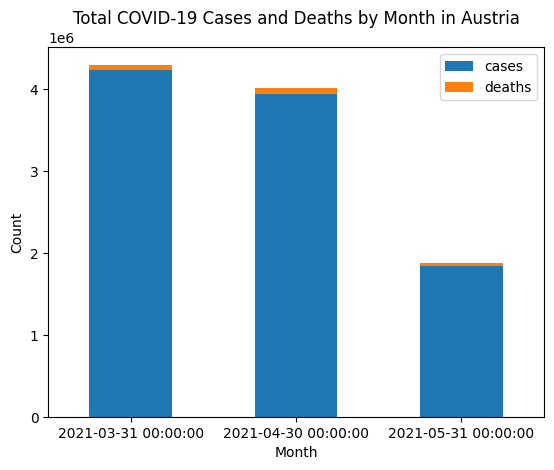 Total COVID-19 Cases and Deaths by Month in Austria
1e6
cases
deaths
4
3
2
1
0
Count
2021-03-31 00:00:00 2021-04-30 00:00:00 2021-05-31 00:00:00
Month